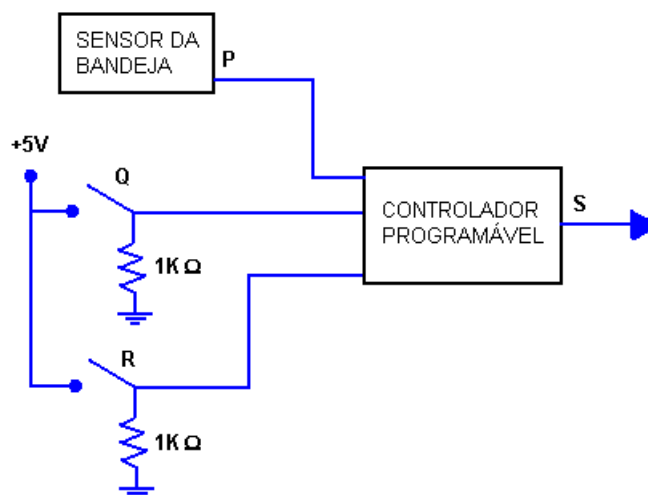 SENSOR DA
BANDEJA
P
+5V
Q
1K Ω
R
1K Ω
CONTROLADOR
PROGRAMÁVEL
S